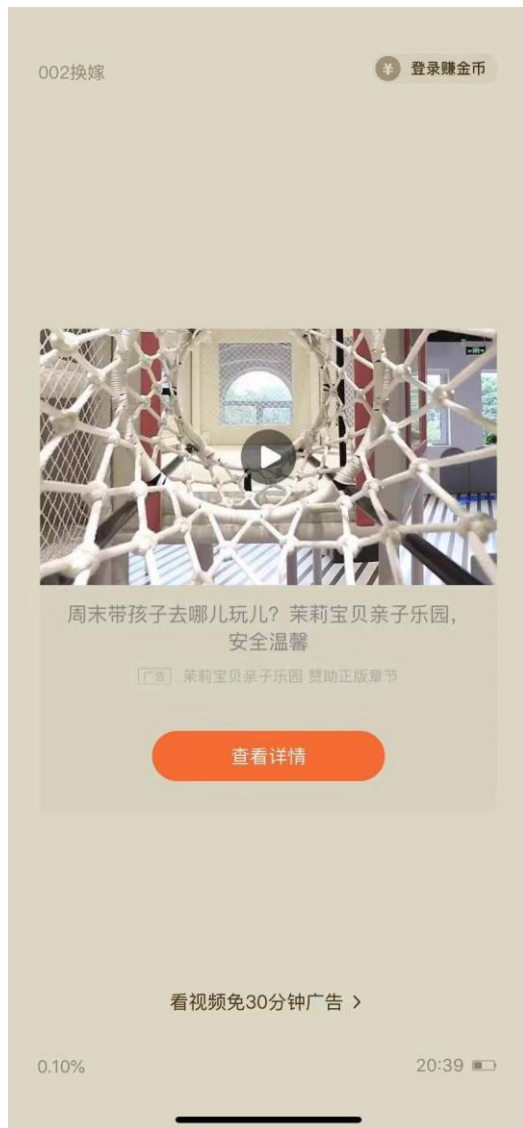 002换嫁
¥ 登录赚金币
周末带孩子去哪儿玩儿？茉莉宝贝亲子乐园，
安全温馨
广告 茉莉宝贝亲子乐园 赞助正版章节
查看详情
看视频免30分钟广告 >
0.10%
20:39